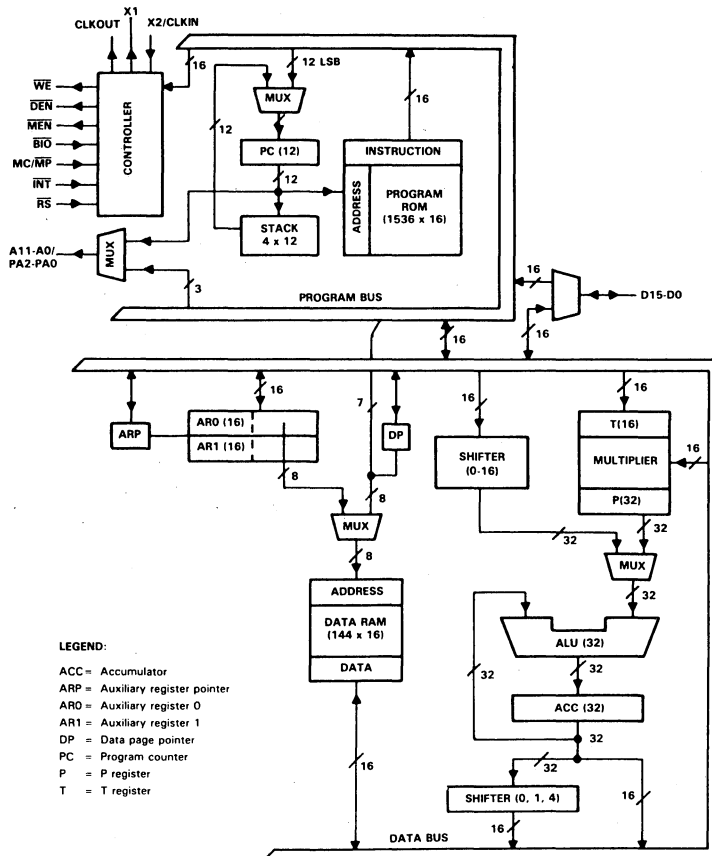 X1
CLKOUT X2/CLKIN
16 12 LSB
WE
DEN
MEN
BIO
MC/MP
INT
RS
CONTROLLER
MUX
16
12
PC (12)
12
STACK
4 x 12
INSTRUCTION
ADDRESS
PROGRAM
ROM
(1536 x 16)
A11-A0/
PA2-PA0
MUX
3
PROGRAM BUS
16
D15-D0
16
16
16
7
16
16
ARP
AR0 (16)
AR1 (16)
DP
SHIFTER
(0-16)
T(16)
MULTIPLIER
P(32)
16
8
8
MUX
32
32
MUX
8
32
ADDRESS
DATA RAM
(144 x 16)
DATA
ALU (32)
32
32
ACC (32)
32
32
16
SHIFTER (0, 1, 4)
16
16
DATA BUS
LEGEND:
ACC = Accumulator
ARP = Auxiliary register pointer
AR0 = Auxiliary register 0
AR1 = Auxiliary register 1
DP = Data page pointer
PC = Program counter
P = P register
T = T register